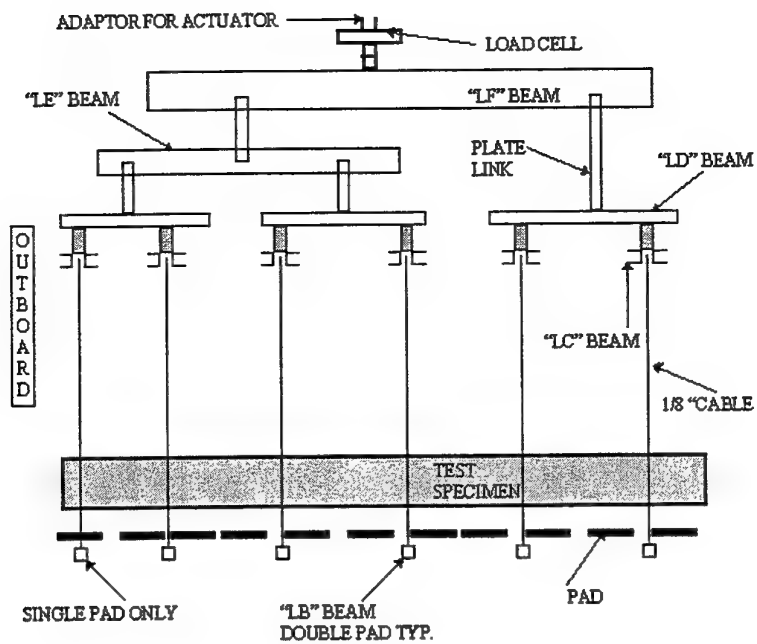 ADAPTOR FOR ACTUATOR
LOAD CELL
"LE" BEAM
"LF" BEAM
PLATE
LINK
"LD" BEAM
OUTBOARD
"LC" BEAM
1/8 "CABLE
TEST
SPECIMEN
SINGLE PAD ONLY
"LB" BEAM
DOUBLE PAD TYP.
PAD